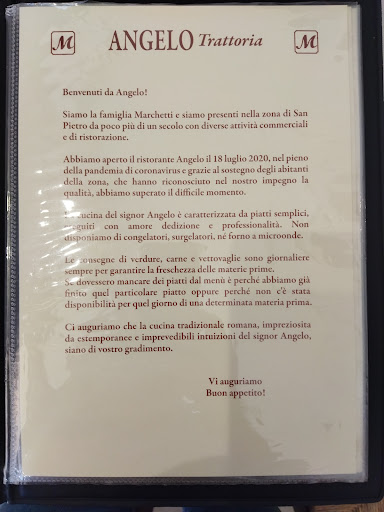 M ANGELO Trattoria M
Benvenuti da Angelo!
Siamo la famiglia Marchetti e siamo presenti nella zona di San
Pietro da poco più di un secolo con diverse attività commerciali
e di ristorazione.
Abbiamo aperto il ristorante Angelo il 18 luglio 2020, nel pieno
della pandemia di coronavirus e grazie al sostegno degli abitanti
della zona, che hanno riconosciuto nel nostro impegno la
qualità, abbiamo superato il difficile momento.
La cucina del signor Angelo è caratterizzata da piatti semplici,
eseguiti con amore dedizione e professionalità. Non
disponiamo di congelatori, surgelatori, né forno a microonde.
Le consegne di verdure, carne e vettovaglie sono giornaliere
sempre per garantire la freschezza delle materie prime.
Se dovessero mancare dei piatti dal menù è perché abbiamo già
finito quel particolare piatto oppure perché non c'è stata
disponibilità per quel giorno di una determinata materia prima.
Ci auguriamo che la cucina tradizionale romana, impreziosita
da estemporanee e imprevedibili intuizioni del signor Angelo,
siano di vostro gradimento.
Vi auguriamo
Buon appetito!